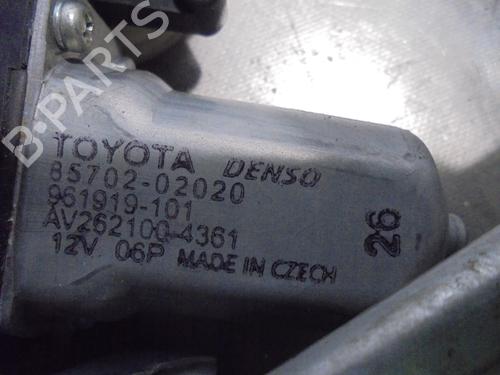 B-PARTS
TOYOTA DENSO
85702-02020
961919-101
AV262100-4361
12V 06P MADE IN CZECH
26